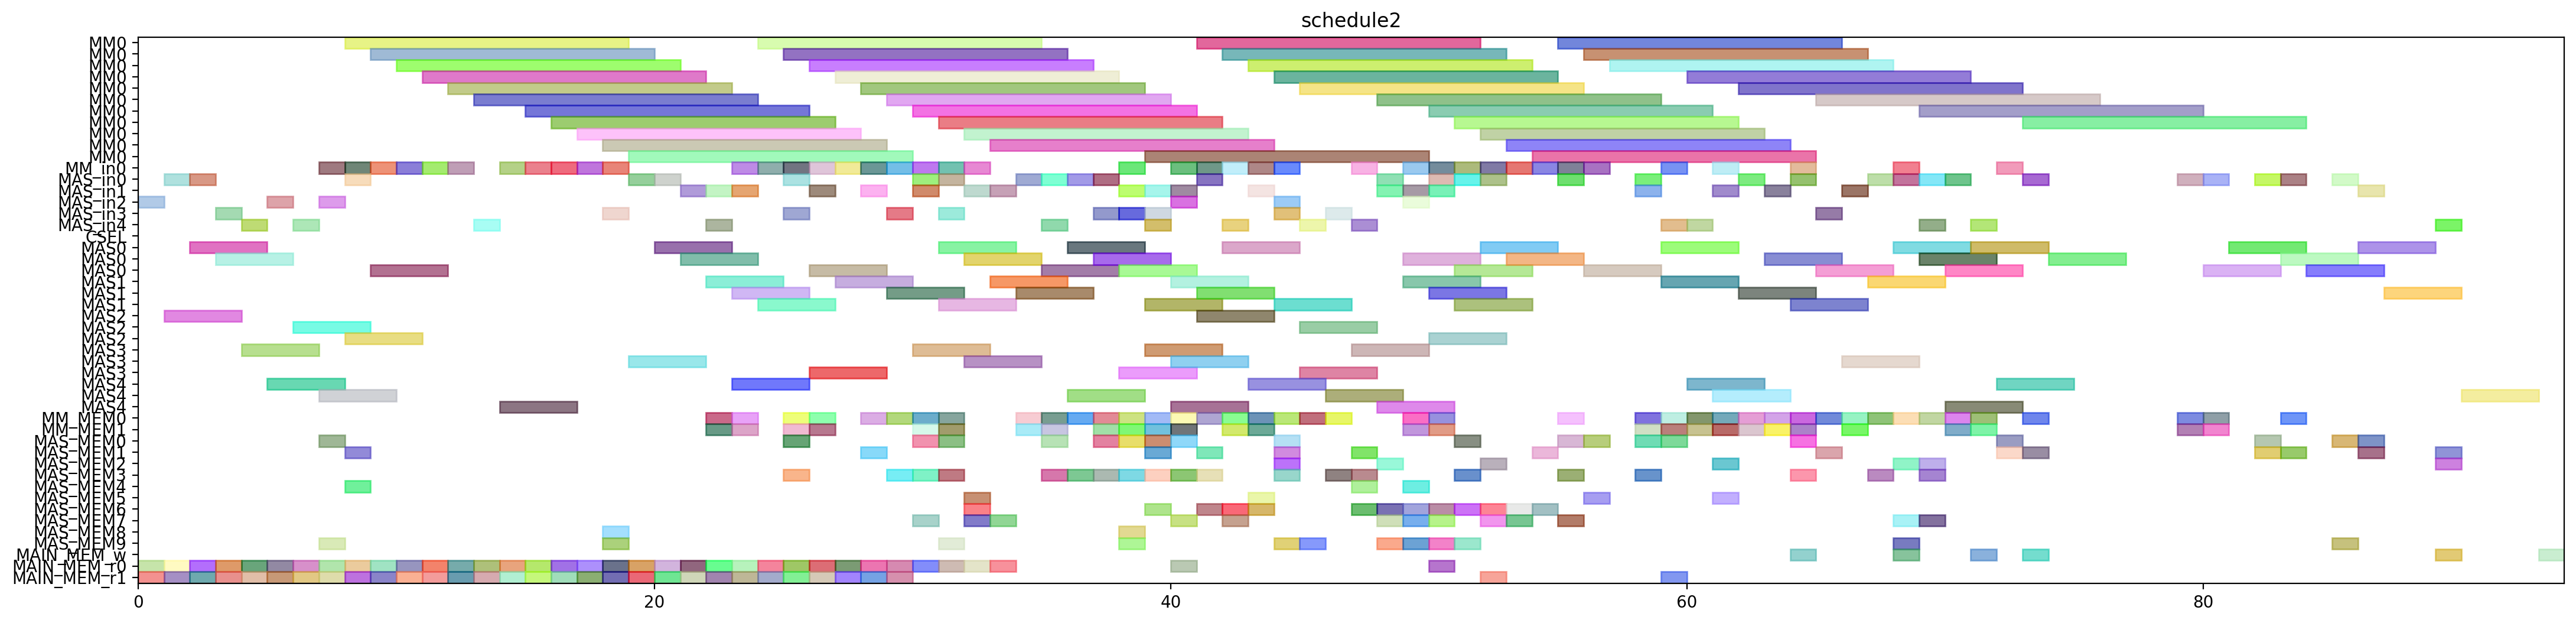 schedule2
MM0
MM0
MM0
MM0
MM0
MM0
MM0
MM0
MM0
MM0
MM0
MM_in0
MAS_in0
MAS_in1
MAS_in2
MAS_in3
MAS_in4
CSEL
MAS0
MAS0
MAS0
MAS1
MAS1
MAS1
MAS2
MAS2
MAS2
MAS3
MAS3
MAS3
MAS4
MAS4
MAS4
MM_MEM0
MM_MEM1
MAS_MEM0
MAS_MEM1
MAS_MEM2
MAS_MEM3
MAS_MEM4
MAS_MEM5
MAS_MEM6
MAS_MEM7
MAS_MEM8
MAS_MEM9
MAIN_MEM_w
MAIN_MEM_r0
MAIN_MEM_r1
0 20 40 60 80